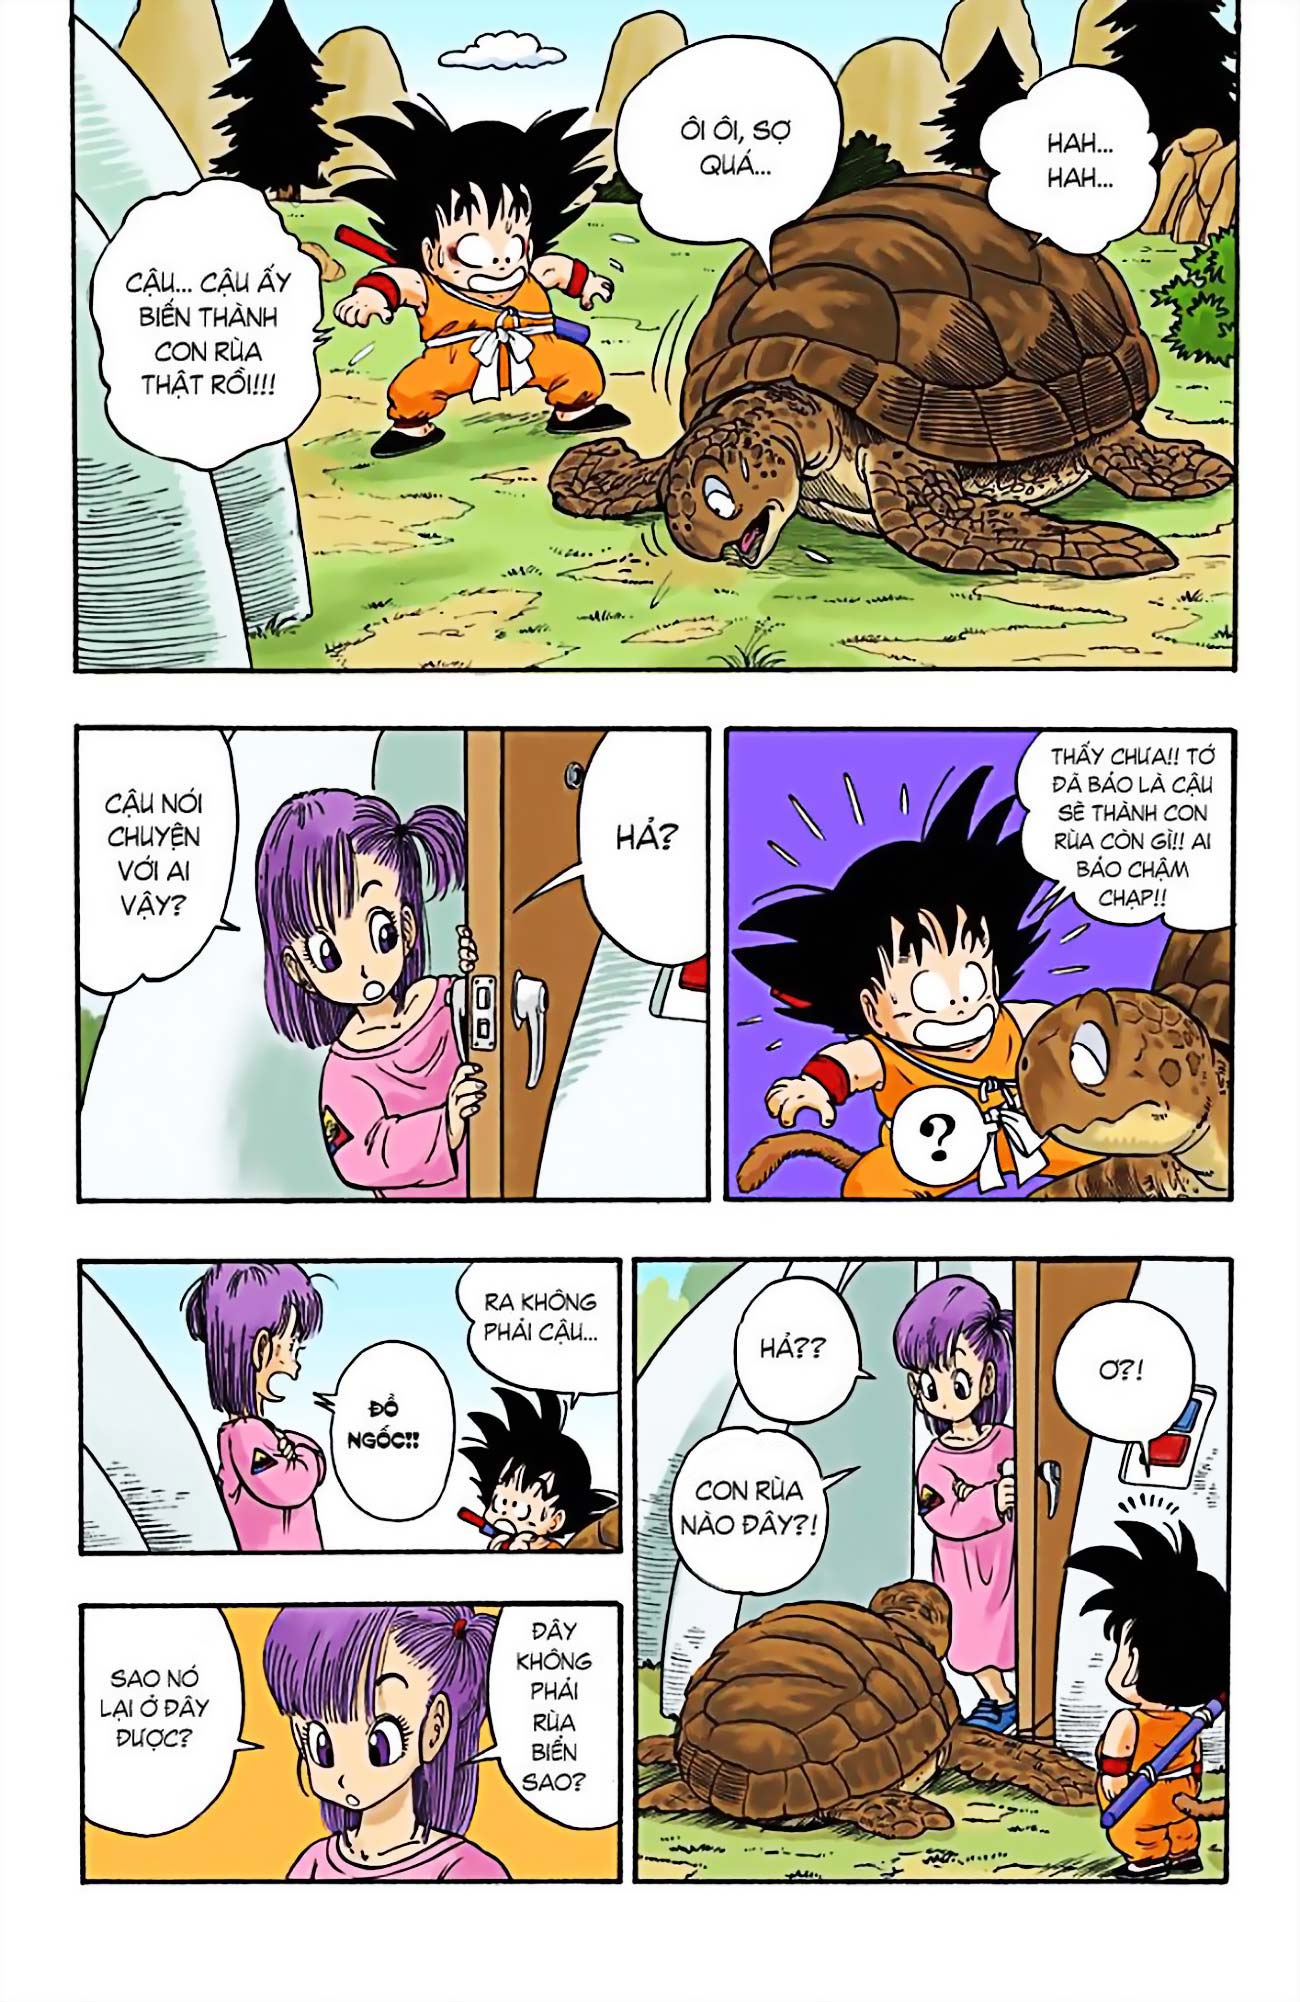 HAH...
HAH...
ÔI ÔI, SỢ
QUÁ...
CẬU... CẬU ẤY
BIẾN THÀNH
CON RÙA
THẬT RỒI!!!
THẤY CHƯA!! TỚ
ĐÃ BẢO LÀ CẬU
SẼ THÀNH CON
RÙA CÒN GÌ!! AI
BẢO CHẬM
CHẠP!!
?
HẢ?
CẬU NÓI
CHUYỆN
VỚI AI
VẬY?
Ơ?!
HẢ??
CON RÙA
NÀO ĐÂY?!
RA KHÔNG
PHẢI CẬU...
ĐỒ
NGỐC!!
ĐÂY
KHÔNG
PHẢI
RÙA
BIỂN
SAO?
SAO NÓ
LẠI Ở ĐÂY
ĐƯỢC?